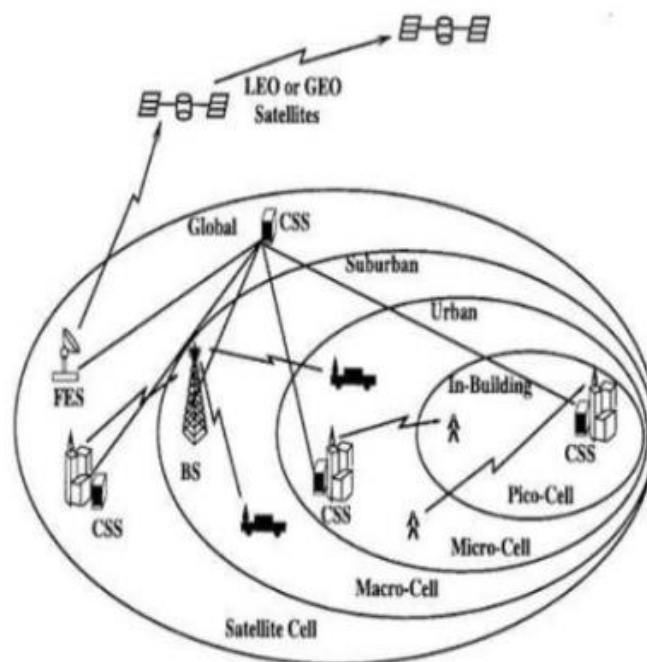 LEO or GEO
Satellites
Global
CSS
Suburban
Urban
In-Building
FES
BS
CSS
CSS
CSS
Pico-Cell
Micro-Cell
Macro-Cell
Satellite Cell